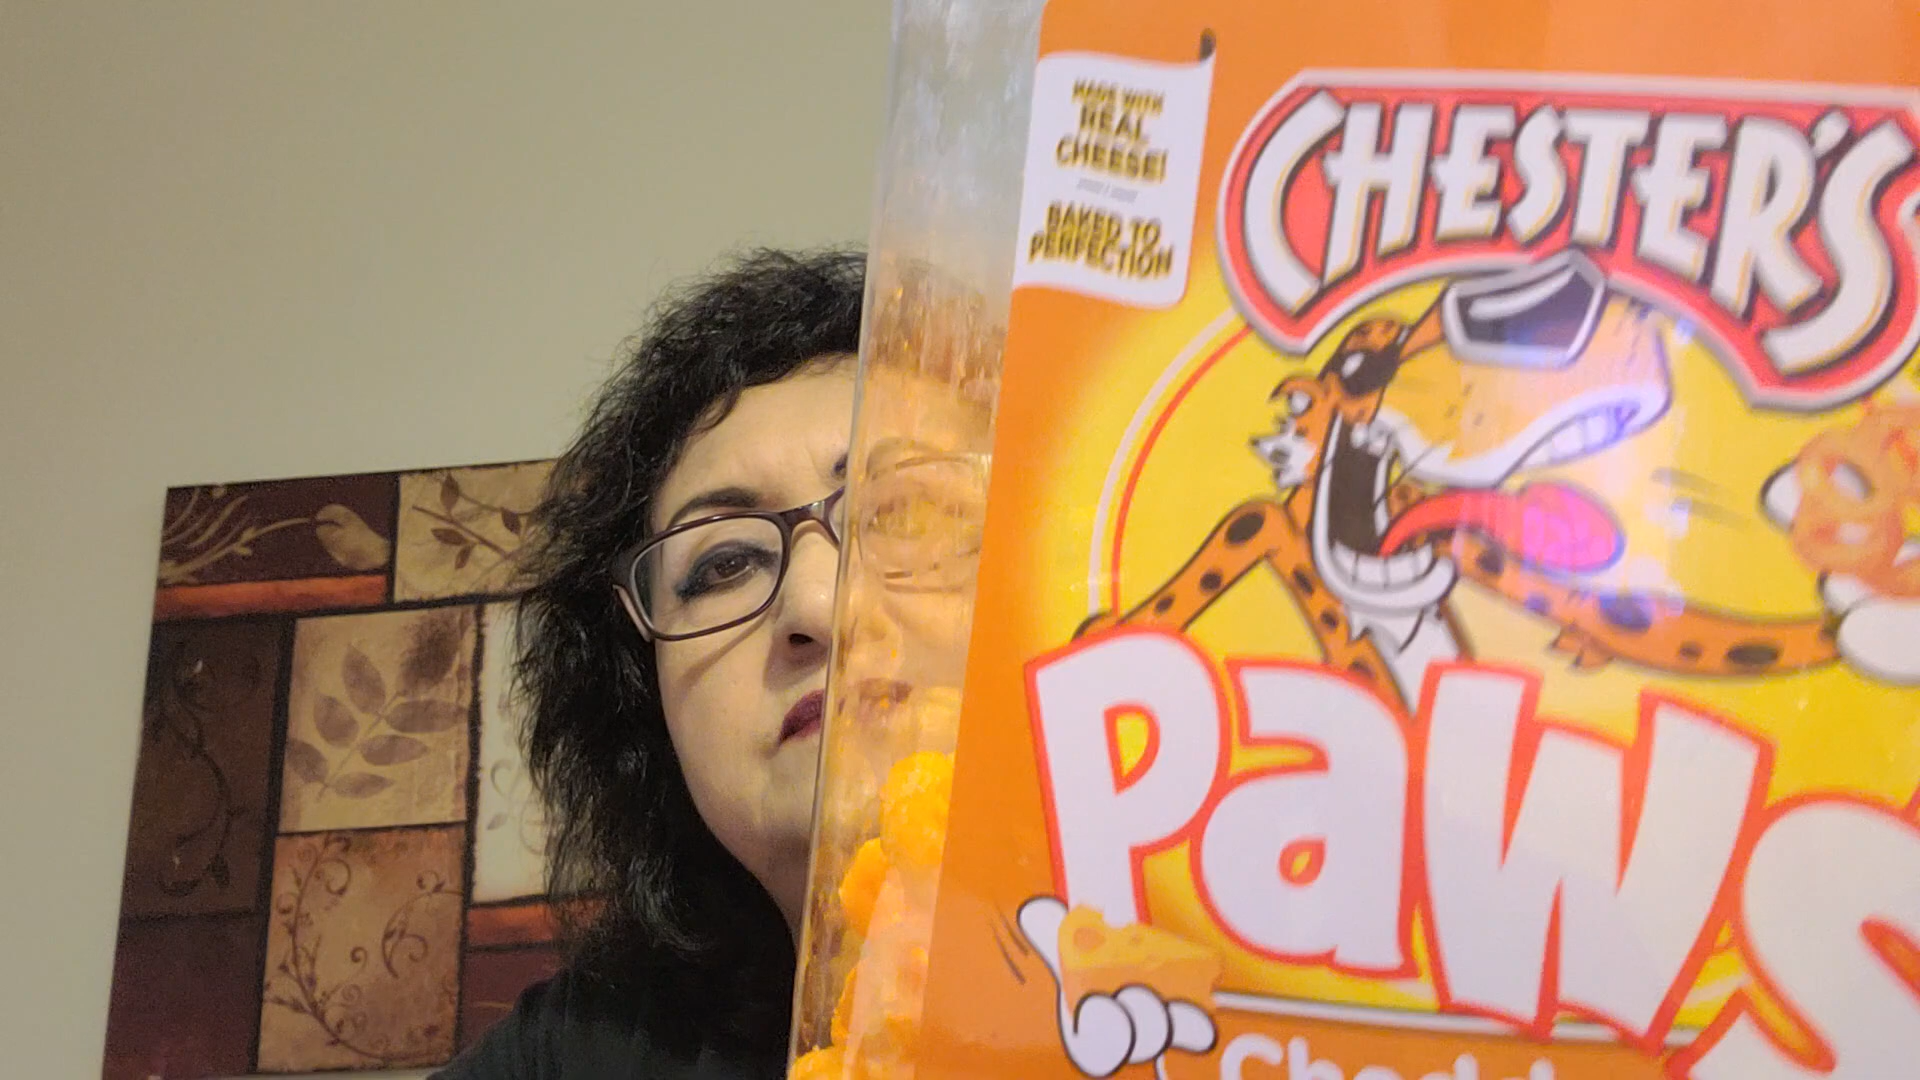 MADE WITH
REAL
CHEESE!
BAKED TO
PERFECTION
CHESTER'S
PaWS